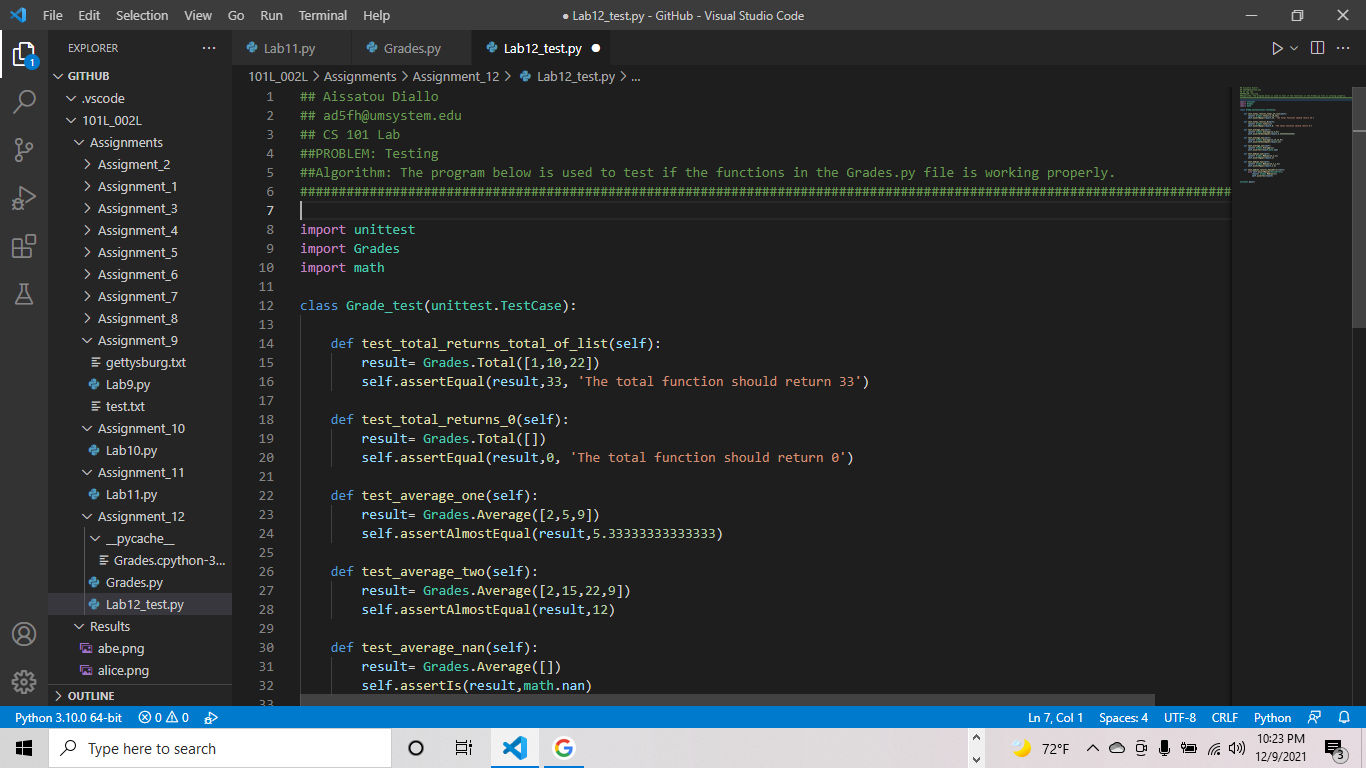 File Edit Selection View Go Run Terminal Help
● Lab12_test.py - GitHub - Visual Studio Code
EXPLORER
Lab11.py
Grades.py
Lab12_test.py
1
GITHUB
.vscode
101L_002L
Assignments
Assigment_2
Assignment_1
Assignment_3
Assignment_4
Assignment_5
Assignment_6
Assignment_7
Assignment_8
Assignment_9
gettysburg.txt
Lab9.py
test.txt
Assignment_10
Lab10.py
Assignment_11
Lab11.py
Assignment_12
__pycache__
Grades.cpython-3...
Grades.py
Lab12_test.py
Results
abe.png
alice.png
OUTLINE
101L_002L > Assignments > Assignment_12 > Lab12_test.py > ...
1 ## Aissatou Diallo
2 ## ad5fh@umsystem.edu
3 ## CS 101 Lab
4 ##PROBLEM: Testing
5 ##Algorithm: The program below is used to test if the functions in the Grades.py file is working properly.
6 #########################################################################################################################
7
8 import unittest
9 import Grades
10 import math
11
12 class Grade_test(unittest.TestCase):
13
14 def test_total_returns_total_of_list(self):
15 result= Grades.Total([1,10,22])
16 self.assertEqual(result,33, 'The total function should return 33')
17
18 def test_total_returns_0(self):
19 result= Grades.Total([])
20 self.assertEqual(result,0, 'The total function should return 0')
21
22 def test_average_one(self):
23 result= Grades.Average([2,5,9])
24 self.assertAlmostEqual(result,5.33333333333333)
25
26 def test_average_two(self):
27 result= Grades.Average([2,15,22,9])
28 self.assertAlmostEqual(result,12)
29
30 def test_average_nan(self):
31 result= Grades.Average([])
32 self.assertIs(result,math.nan)
33
Python 3.10.0 64-bit 0 0
Ln 7, Col 1 Spaces: 4 UTF-8 CRLF Python
Type here to search
72°F
10:23 PM
12/9/2021
3